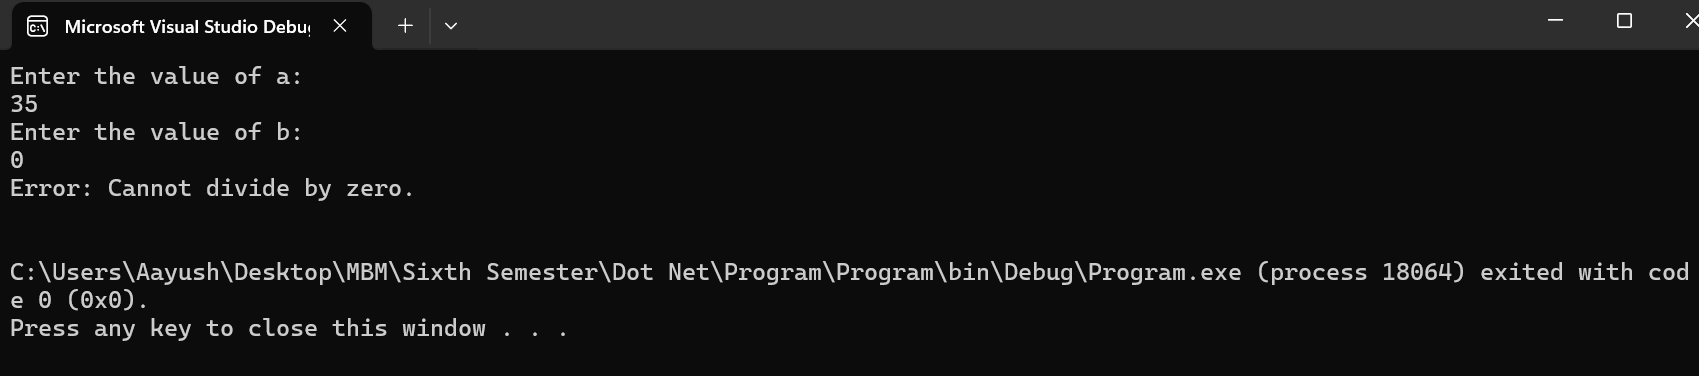 Microsoft Visual Studio Debu
Enter the value of a:
35
Enter the value of b:
0
Error: Cannot divide by zero.
C:\Users\Aayush\Desktop\MBM\Sixth Semester\Dot Net\Program\Program\bin\Debug\Program.exe (process 18064) exited with cod
e 0 (0x0).
Press any key to close this window . . .